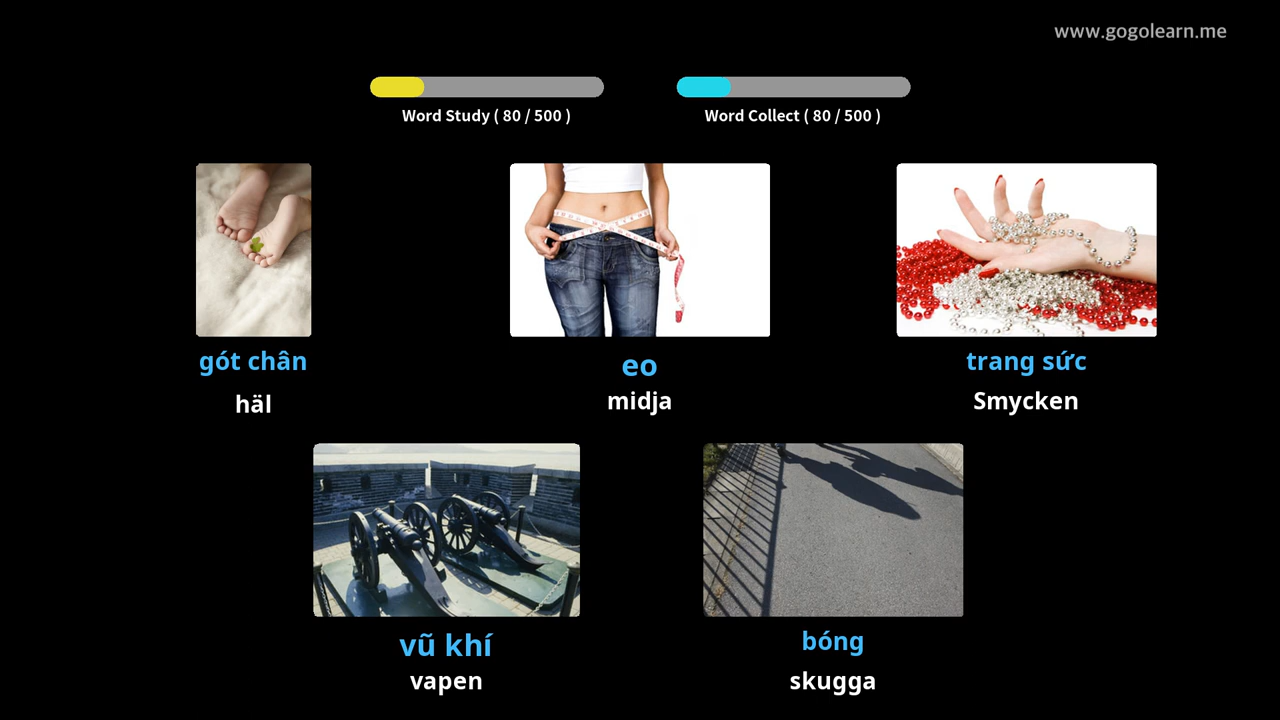 www.gogolearn.me
Word Study ( 80 / 500 )
Word Collect ( 80 / 500 )
gót chân
häl
eo
midja
trang sức
Smycken
vũ khí
vapen
bóng
skugga